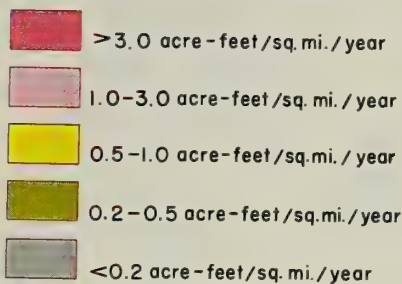 >3.0 acre-feet/sq. mi./year
1.0-3.0 acre-feet/sq. mi./year
0.5-1.0 acre-feet/sq.mi./year
0.2-0.5 acre-feet/sq.mi./year
<0.2 acre-feet/sq. mi./year